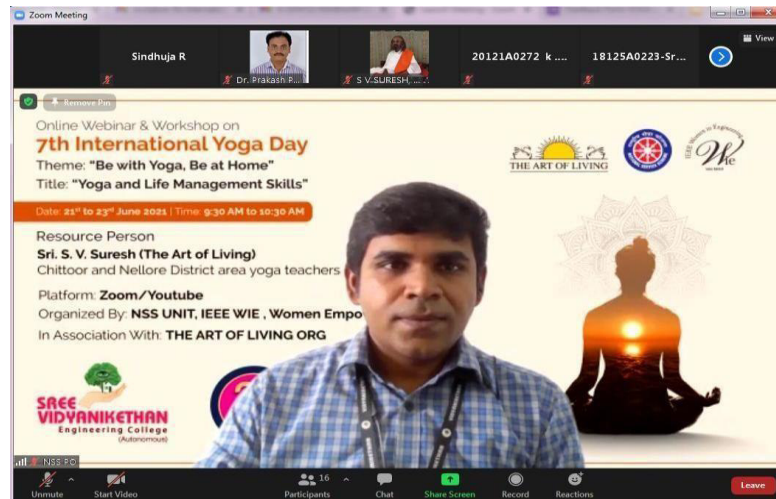 Zoom Meeting
View
Sindhuja R
Dr. Prakash P...
S V.SURESH, ...
20121A0272 k ....
18125A0223-Sr...
Remove Pin
Online Webinar & Workshop on
7th International Yoga Day
Theme: "Be with Yoga, Be at Home"
Title: "Yoga and Life Management Skills"
Date: 21st to 23rd June 2021 | Time: 9:30 AM to 10:30 AM
THE ART OF LIVING
IEEE Women in Engineering
Wie
Resource Person
Sri. S. V. Suresh (The Art of Living)
Chittoor and Nellore District area yoga teachers
Platform: Zoom/Youtube
Organized By: NSS UNIT, IEEE WIE , Women Empo
In Association With: THE ART OF LIVING ORG
SREE
VIDYANIKETHAN
Engineering College
(Autonomous)
NSS PO
Unmute
Start Video
16
Participants
Chat
Share Screen
Record
Reactions
Leave